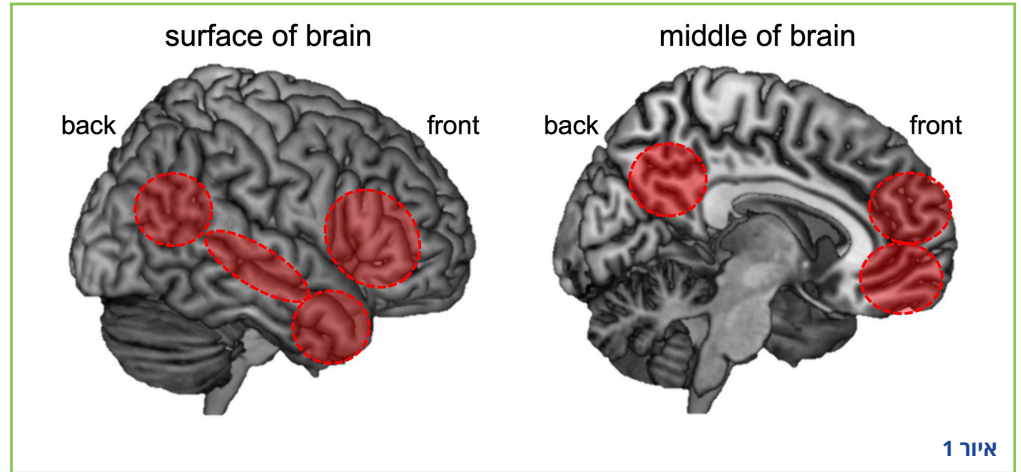 surface of brain
middle of brain
back
front
back
front
איור 1